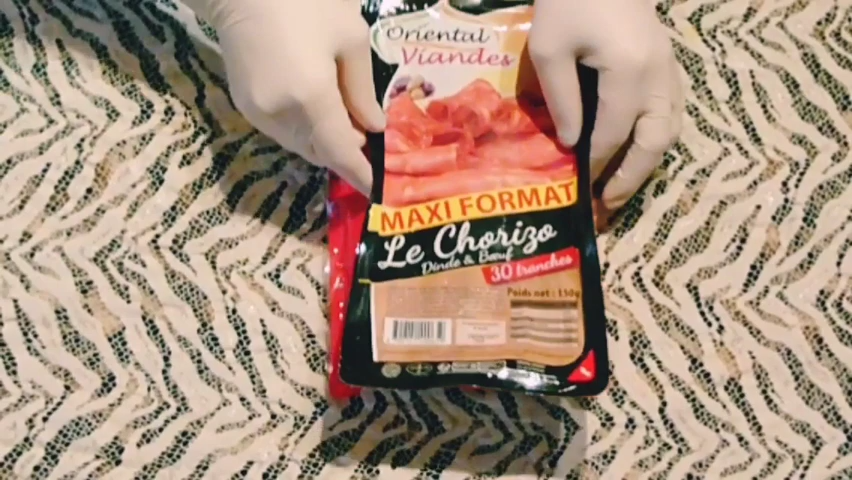 Oriental
Viandes
MAXI FORMAT
Le Chorizo
Dinde & Bœuf
30 tranches
Poids net : 150g